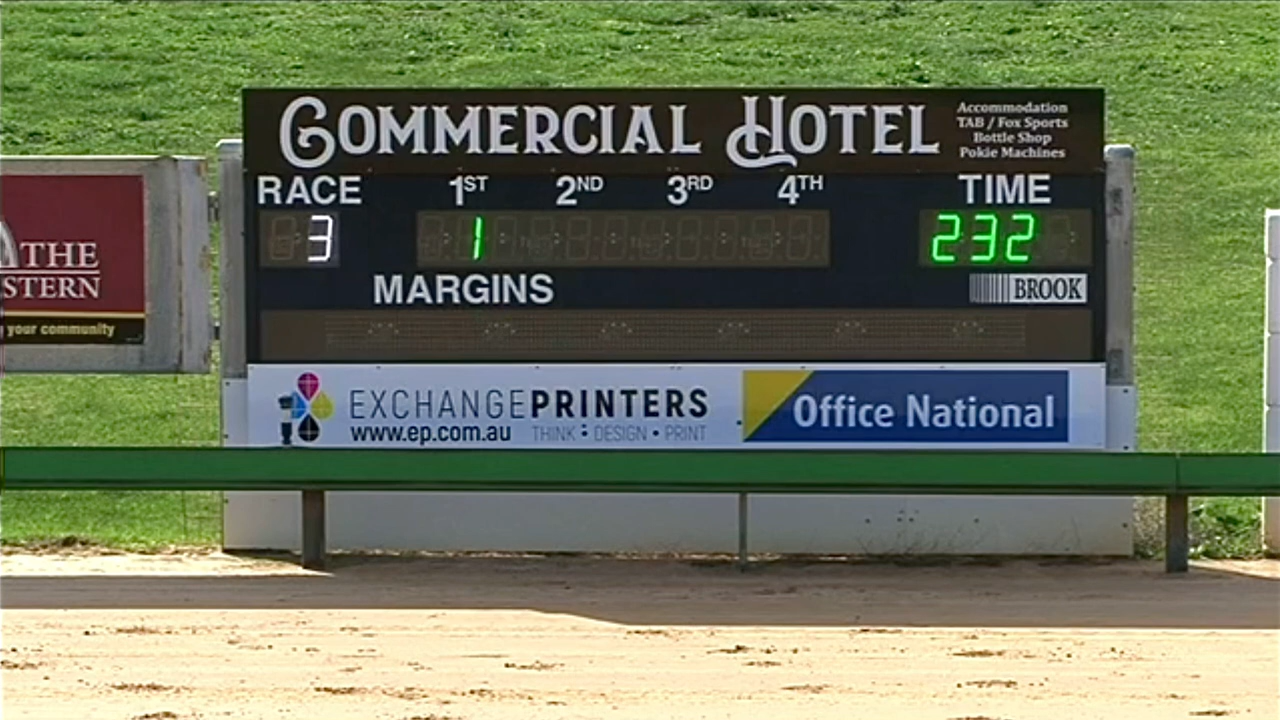 COMMERCIAL HOTEL
Accommodation
TAB / Fox Sports
Bottle Shop
Pokie Machines
RACE 1ST 2ND 3RD 4TH TIME
3 1 232
MARGINS
BROOK
THE
STERN
your community
EXCHANGEPRINTERS
www.ep.com.au THINK • DESIGN • PRINT
Office National